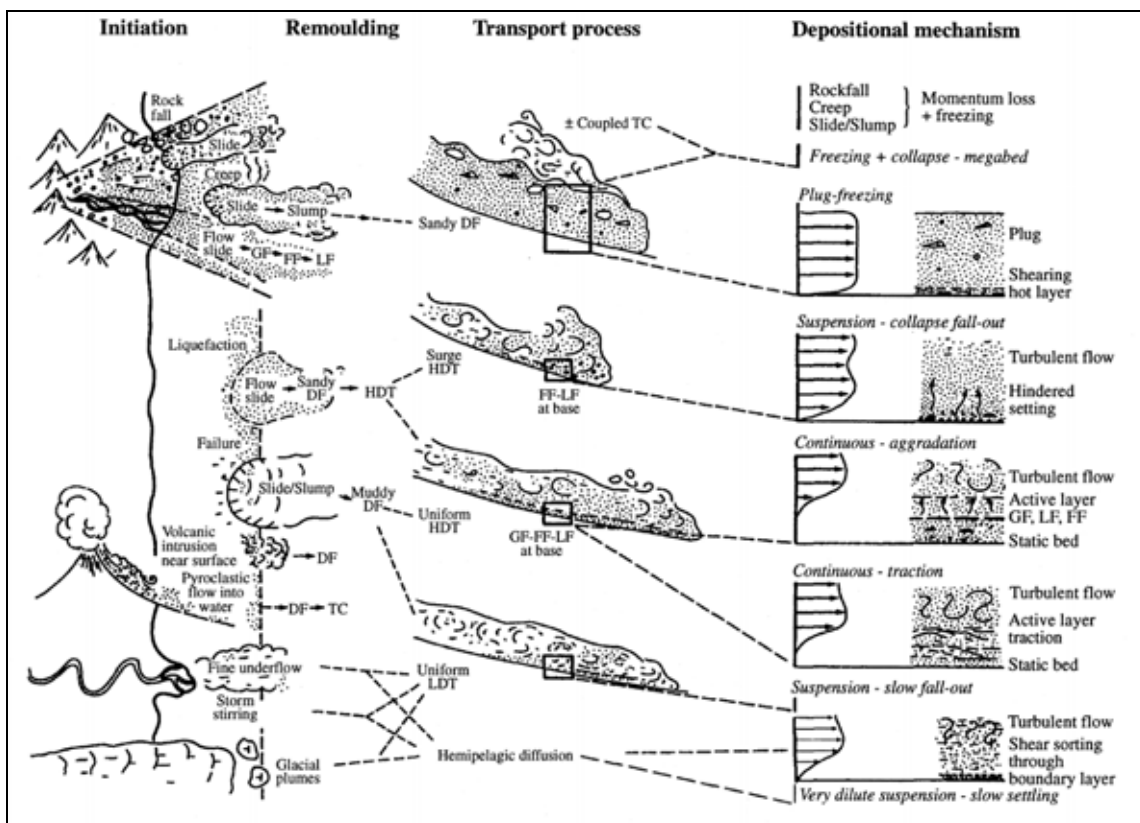 Initiation
Remoulding
Transport process
Depositional mechanism
Rock
fall
Slide
Creep
Slide → Slump
Flow
slide
GF
FF → LF
Sandy DF
± Coupled TC
Rockfall
Creep
Slide/Slump
Momentum loss
+ freezing
Freezing + collapse - megabed
Plug-freezing
Plug
Shearing
hot layer
Liquefaction
Flow
slide
Sandy
DF
HDT
Surge
HDT
FF-LF
at base
Suspension - collapse fall-out
Turbulent flow
Hindered
setting
Failure
Slide/Slump
Muddy
DF
Uniform
HDT
GF-FF-LF
at base
Continuous - aggradation
Turbulent flow
Active layer
GF, LF, FF
Static bed
Volcanic
intrusion
near surface
DF
Pyroclastic
flow into
water
DF → TC
Continuous - traction
Turbulent flow
Active layer
traction
Static bed
Fine underflow
Storm
stirring
Glacial
plumes
Uniform
LDT
Hemipelagic diffusion
Suspension - slow fall-out
Turbulent flow
Shear sorting
through
boundary layer
Very dilute suspension - slow settling